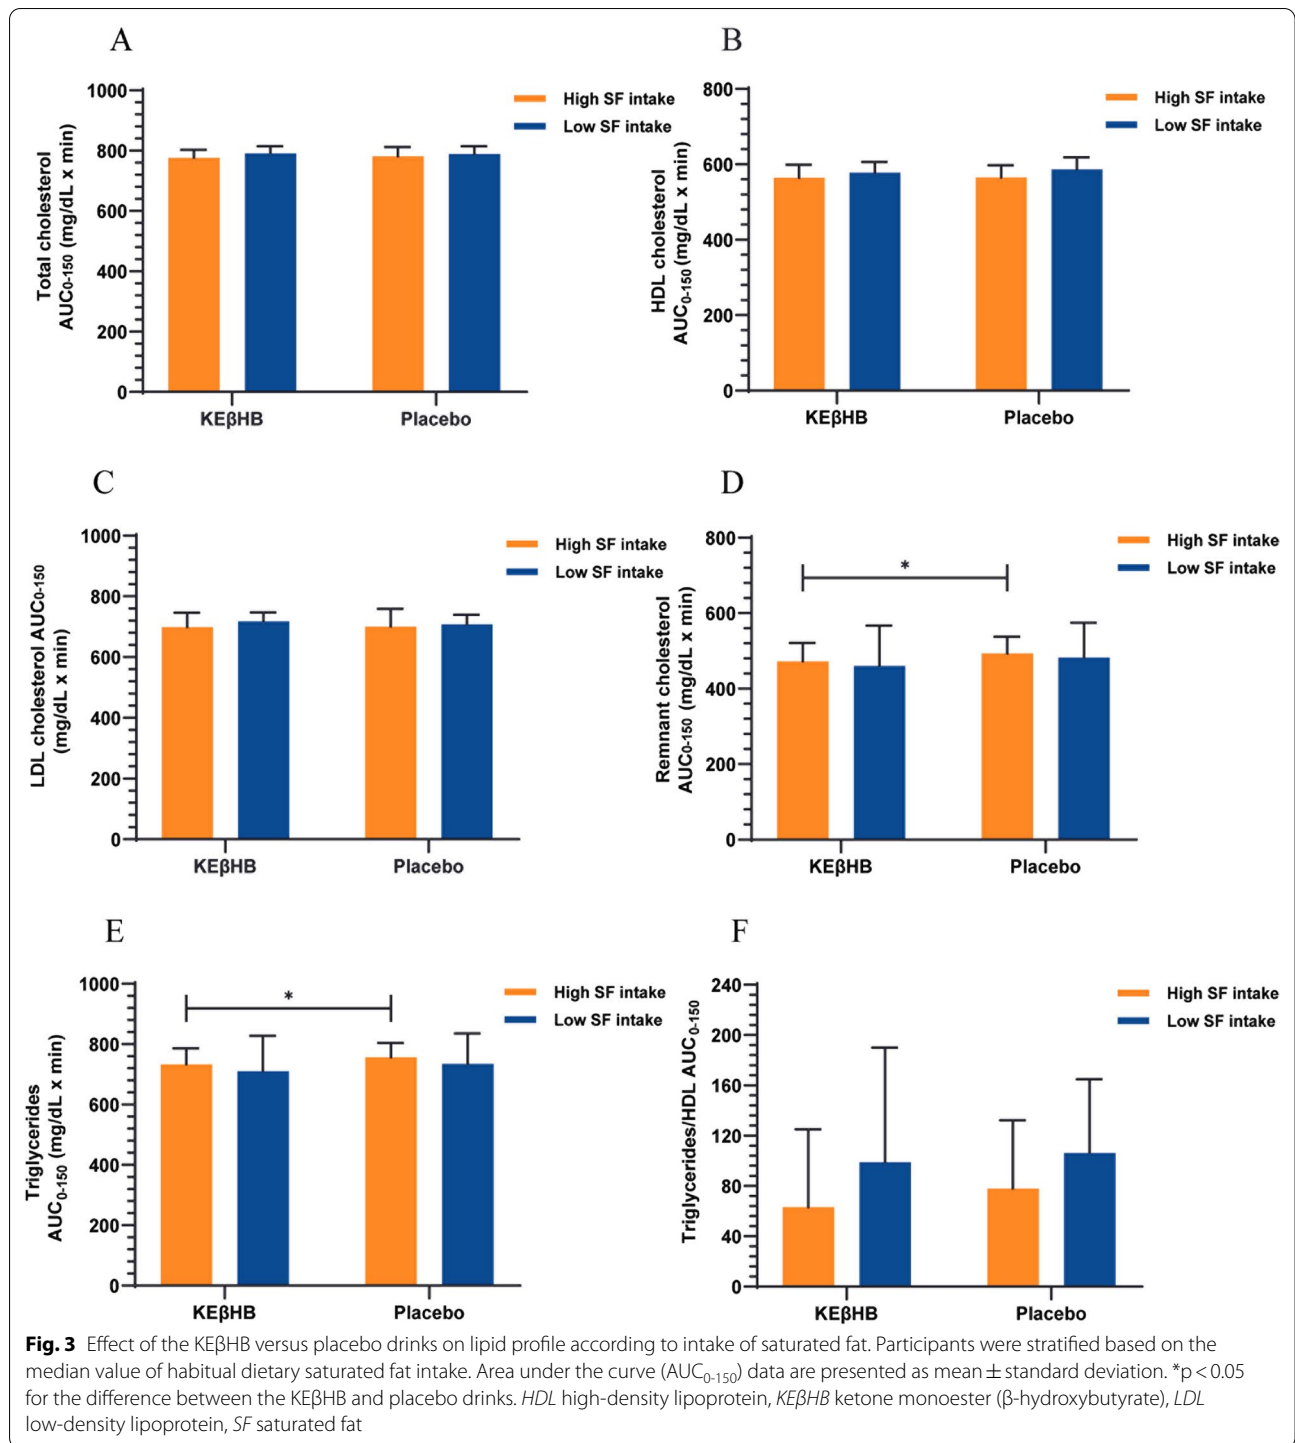 A
High SF intake
Low SF intake
Total cholesterol
AUC0-150 (mg/dL x min)
1000
800
600
400
200
0
KEβHB
Placebo
B
High SF intake
Low SF intake
HDL cholesterol
AUC0-150 (mg/dL x min)
800
600
400
200
0
KEβHB
Placebo
C
High SF intake
Low SF intake
LDL cholesterol AUC0-150
(mg/dL x min)
1000
800
600
400
200
0
KEβHB
Placebo
D
High SF intake
Low SF intake
Remnant cholesterol
AUC0-150 (mg/dL x min)
800
600
400
200
0
*
KEβHB
Placebo
E
High SF intake
Low SF intake
Triglycerides
AUC0-150 (mg/dL x min)
1000
800
600
400
200
0
*
KEβHB
Placebo
F
High SF intake
Low SF intake
Triglycerides/HDL AUC0-150
240
200
160
120
80
40
0
KEβHB
Placebo
Fig. 3 Effect of the KEβHB versus placebo drinks on lipid profile according to intake of saturated fat. Participants were stratified based on the
median value of habitual dietary saturated fat intake. Area under the curve (AUC0-150) data are presented as mean ± standard deviation. *p < 0.05
for the difference between the KEβHB and placebo drinks. HDL high-density lipoprotein, KEβHB ketone monoester (β-hydroxybutyrate), LDL
low-density lipoprotein, SF saturated fat